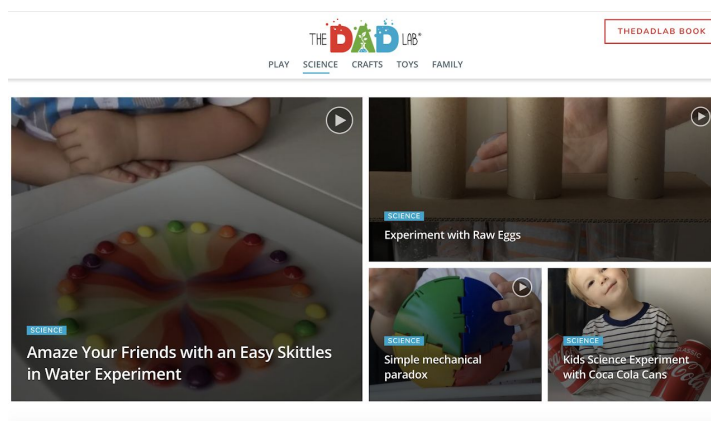 THE DAD LAB®
THEDADLAB BOOK
PLAY SCIENCE CRAFTS TOYS FAMILY
SCIENCE
Amaze Your Friends with an Easy Skittles
in Water Experiment
SCIENCE
Experiment with Raw Eggs
SCIENCE
Simple mechanical
paradox
SCIENCE
Kids Science Experiment
with Coca Cola Cans